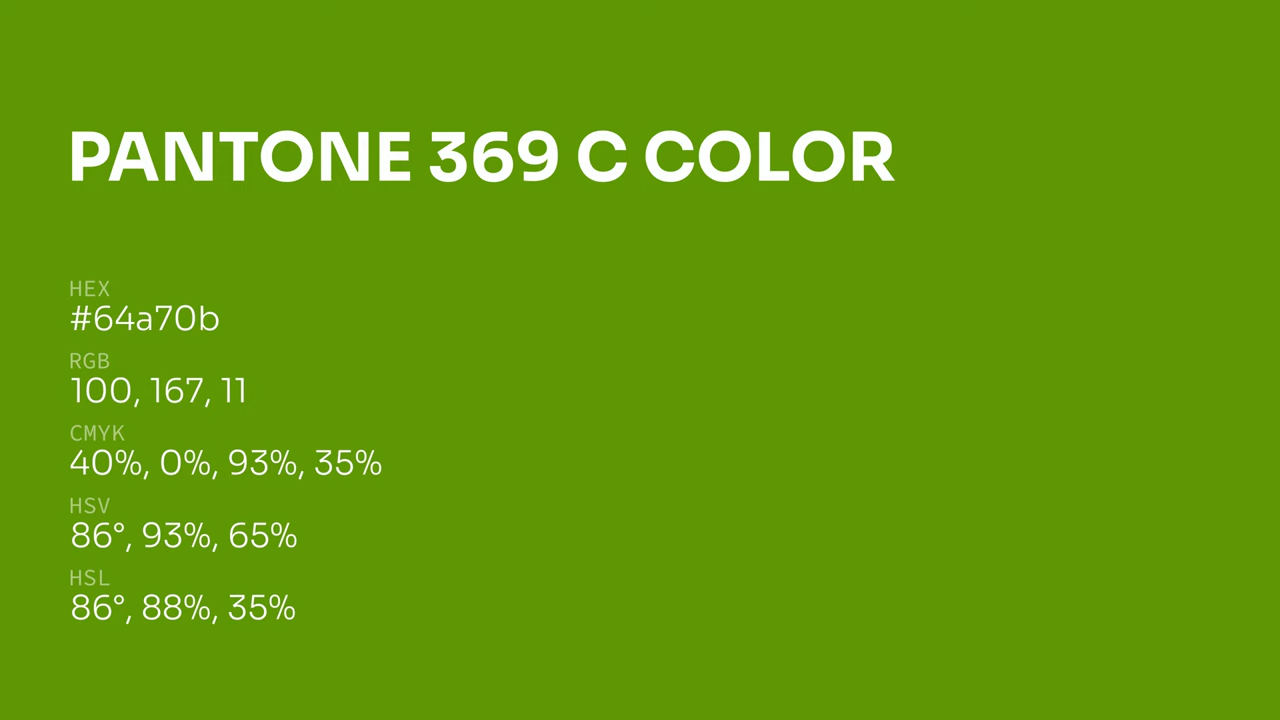 PANTONE 369 C COLOR
HEX
#64a70b
RGB
100, 167, 11
CMYK
40%, 0%, 93%, 35%
HSV
86°, 93%, 65%
HSL
86°, 88%, 35%